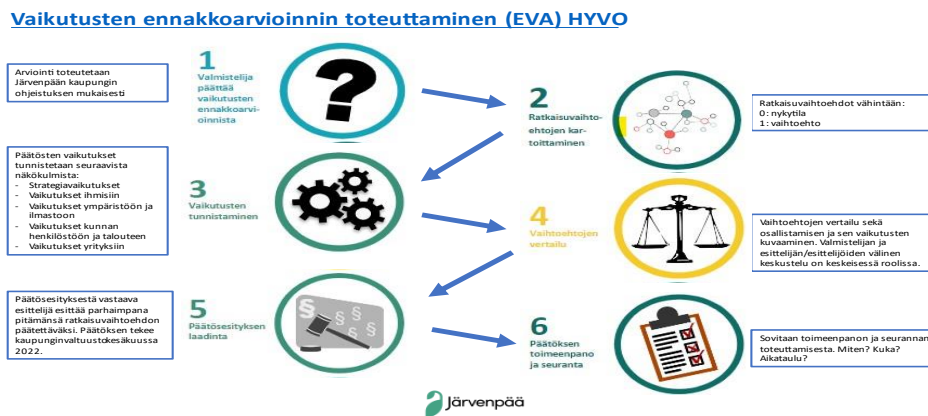 Vaikutusten ennakkoarvioinnin toteuttaminen (EVA) HYVO
Arviointi toteutetaan
Järvenpään kaupungin
ohjeistuksen mukaisesti
1
Valmistelija
päättää
vaikutusten
ennakkoarvi-
oinnista
2
Ratkaisuvaihto-
ehtojen kar-
toittaminen
Ratkaisuvaihtoehdot vähintään:
0: nykytila
1: vaihtoehto
Päätösten vaikutukset
tunnistetaan seuraavista
näkökulmista:
- Strategiavaikutukset
- Vaikutukset ihmisiin
- Vaikutukset ympäristöön ja
ilmastoon
- Vaikutukset kunnan
henkilöstöön ja talouteen
- Vaikutukset yrityksiin
3
Vaikutusten
tunnistaminen
4
Vaihtoehtojen
vertailu
Vaihtoehtojen vertailu sekä
osallistamisen ja sen vaikutusten
kuvaaminen. Valmistelijan ja
esittelijän/esittelijöiden välinen
keskustelu on keskeisessä roolissa.
Päätösesityksestä vastaava
esittelijä esittää parhaimpana
pitämänsä ratkaisuvaihtoehdon
päätettäväksi. Päätöksen tekee
kaupunginvaltuustokesäkuussa
2022.
5
Päätösesityksen
laadinta
§ § § §
6
Päätöksen
toimeenpano
ja seuranta
Sovitaan toimeenpanon ja seurannan
toteuttamisesta. Miten? Kuka?
Aikataulu?
Järvenpää